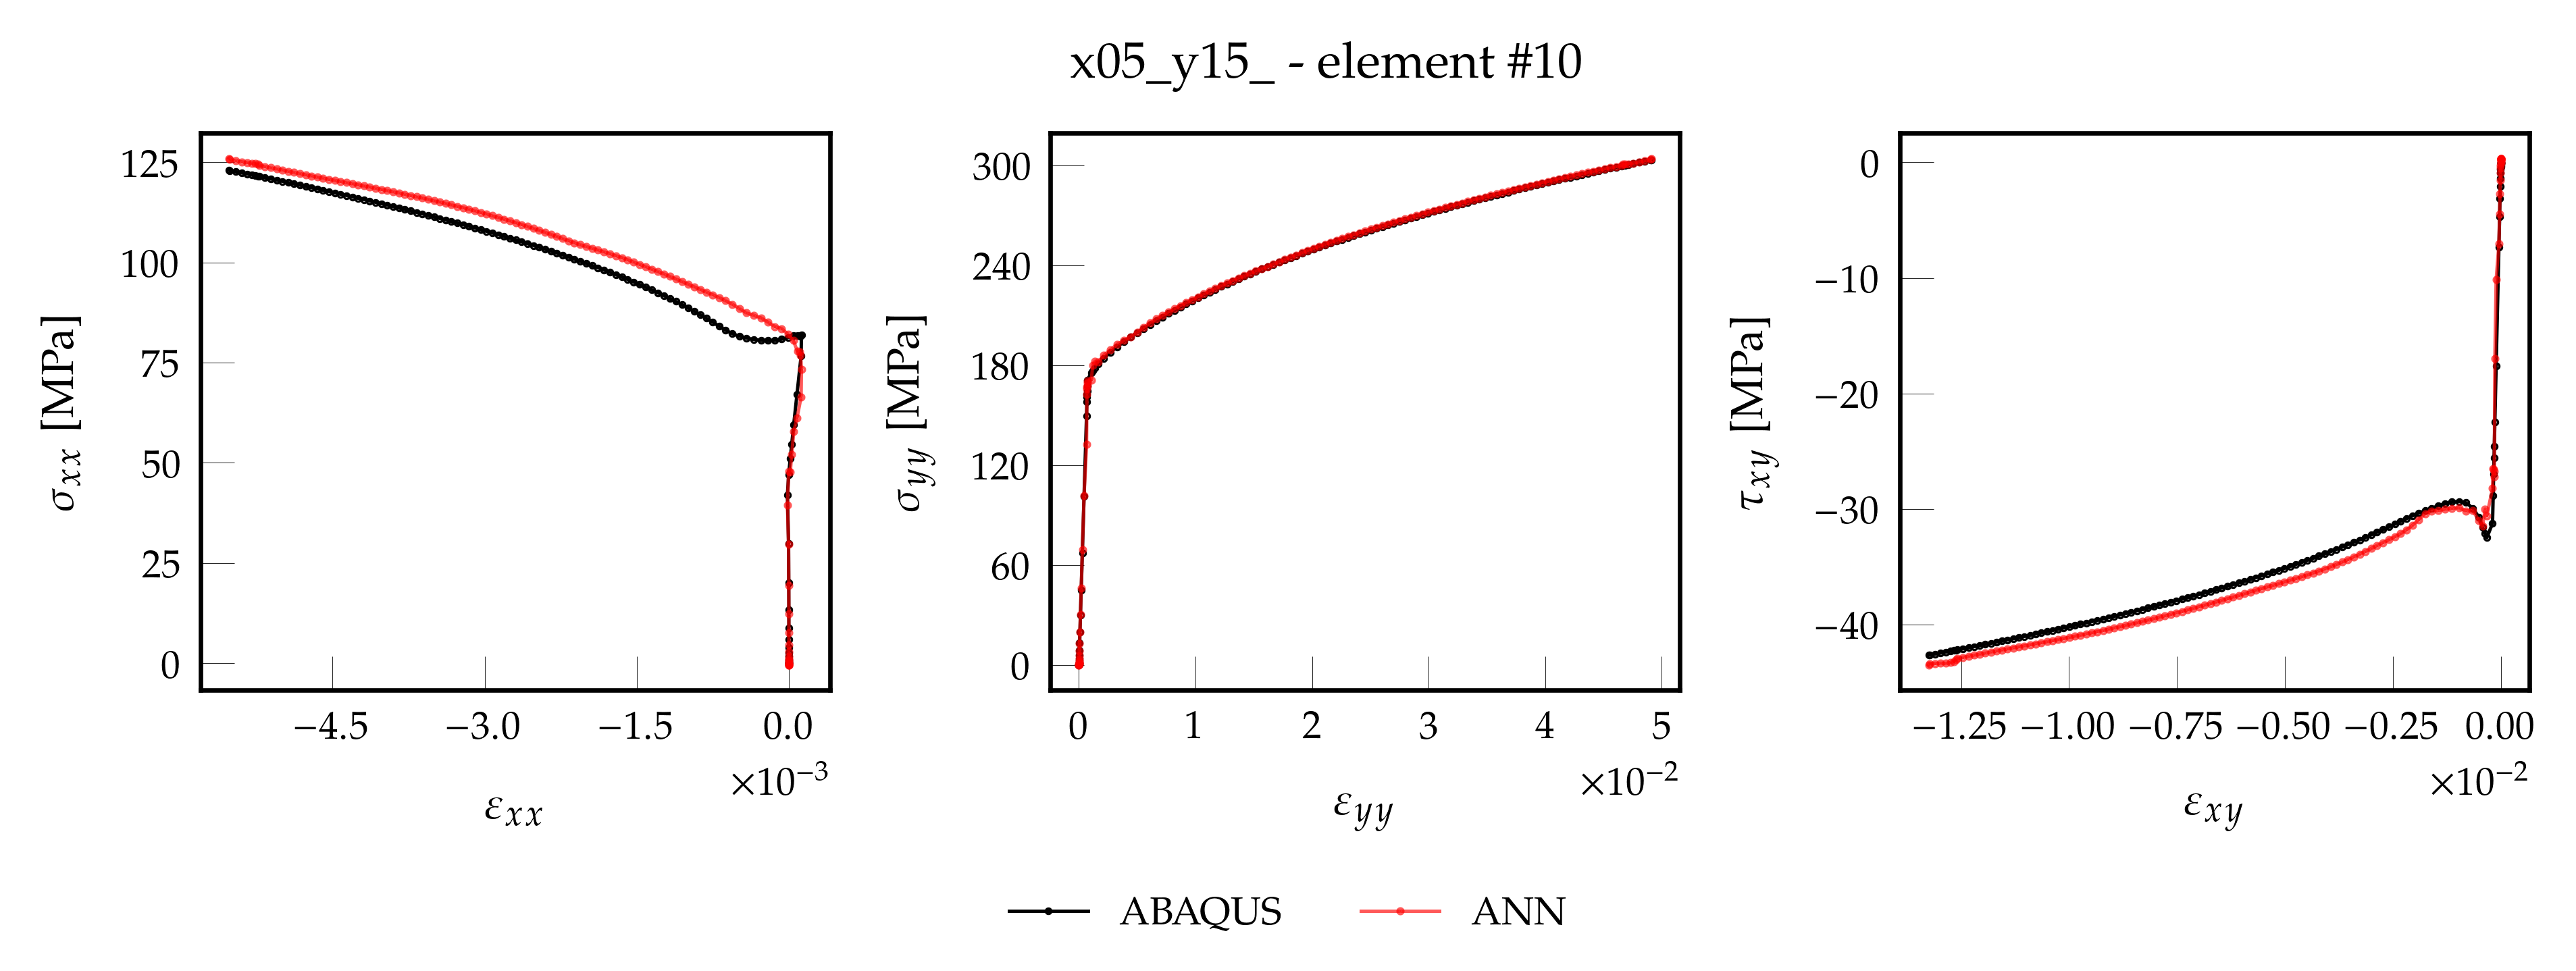 x05_y15_ - element #10
σxx [MPa]
125
100
75
50
25
0
−4.5 −3.0 −1.5 0.0
×10−3
εxx
σyy [MPa]
300
240
180
120
60
0
0 1 2 3 4 5
×10−2
εyy
τxy [MPa]
0
−10
−20
−30
−40
−1.25 −1.00 −0.75 −0.50 −0.25 0.00
×10−2
εxy
ABAQUS ANN